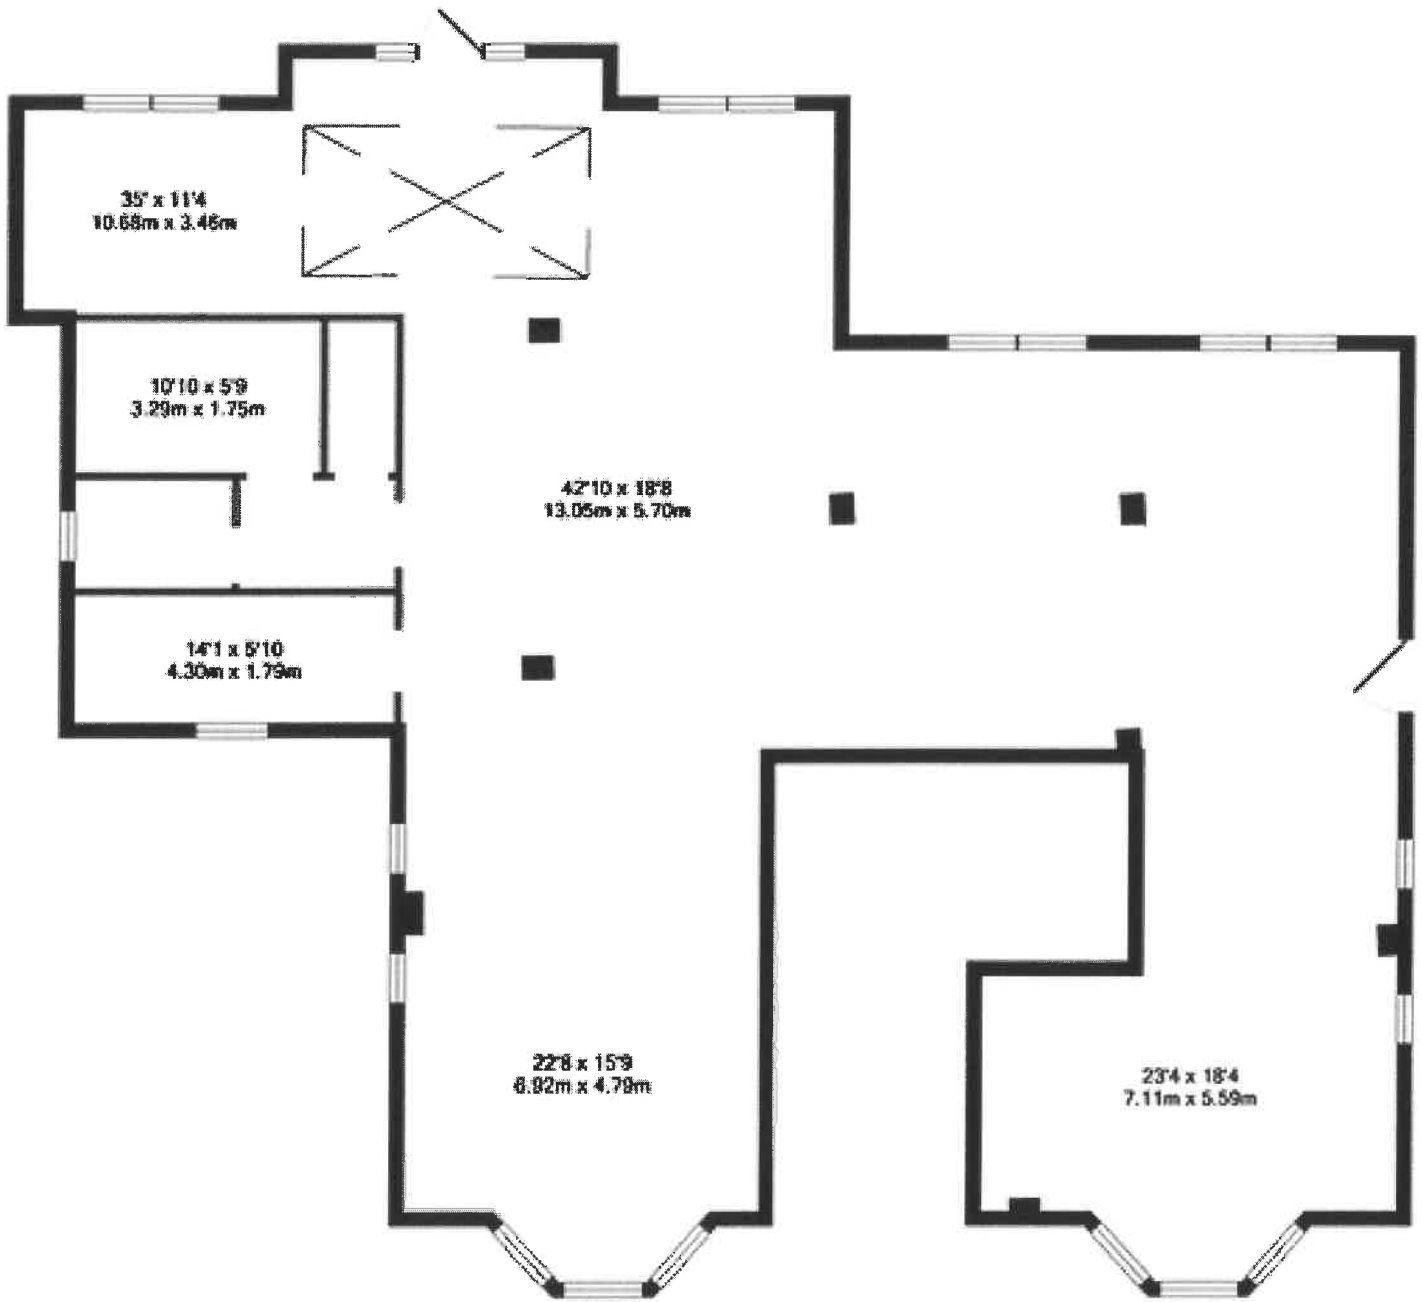 35' x 11'4
10.68m x 3.46m
10'10 x 5'9
3.29m x 1.75m
42'10 x 18'8
13.05m x 5.70m
14'1 x 5'10
4.30m x 1.79m
22'8 x 15'9
6.92m x 4.79m
23'4 x 18'4
7.11m x 5.59m